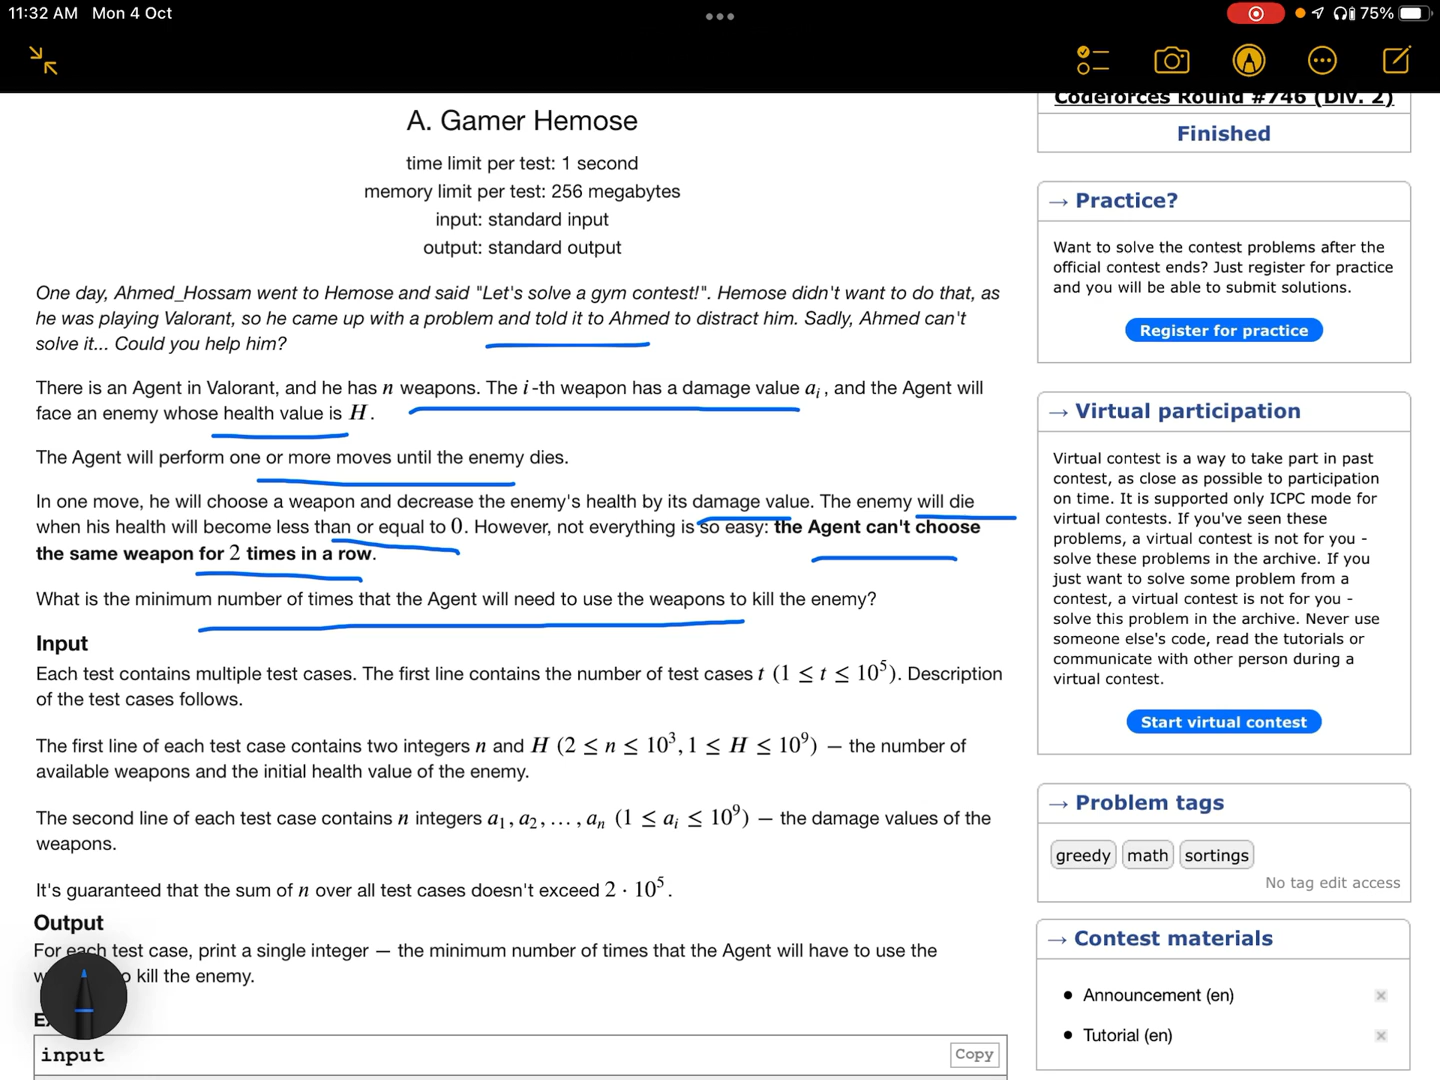 11:32 AM Mon 4 Oct
75%
A. Gamer Hemose
time limit per test: 1 second
memory limit per test: 256 megabytes
input: standard input
output: standard output
One day, Ahmed_Hossam went to Hemose and said "Let's solve a gym contest!". Hemose didn't want to do that, as
he was playing Valorant, so he came up with a problem and told it to Ahmed to distract him. Sadly, Ahmed can't
solve it... Could you help him?
There is an Agent in Valorant, and he has n weapons. The i-th weapon has a damage value aᵢ, and the Agent will
face an enemy whose health value is H.
The Agent will perform one or more moves until the enemy dies.
In one move, he will choose a weapon and decrease the enemy's health by its damage value. The enemy will die
when his health will become less than or equal to 0. However, not everything is so easy: the Agent can't choose
the same weapon for 2 times in a row.
What is the minimum number of times that the Agent will need to use the weapons to kill the enemy?
Input
Each test contains multiple test cases. The first line contains the number of test cases t (1 ≤ t ≤ 10⁵). Description
of the test cases follows.
The first line of each test case contains two integers n and H (2 ≤ n ≤ 10³, 1 ≤ H ≤ 10⁹) — the number of
available weapons and the initial health value of the enemy.
The second line of each test case contains n integers a₁, a₂, …, aₙ (1 ≤ aᵢ ≤ 10⁹) — the damage values of the
weapons.
It's guaranteed that the sum of n over all test cases doesn't exceed 2 · 10⁵.
Output
For each test case, print a single integer — the minimum number of times that the Agent will have to use the
o kill the enemy.
input
Copy
Codeforces Round #746 (Div. 2)
Finished
→ Practice?
Want to solve the contest problems after the
official contest ends? Just register for practice
and you will be able to submit solutions.
Register for practice
→ Virtual participation
Virtual contest is a way to take part in past
contest, as close as possible to participation
on time. It is supported only ICPC mode for
virtual contests. If you've seen these
problems, a virtual contest is not for you -
solve these problems in the archive. If you
just want to solve some problem from a
contest, a virtual contest is not for you -
solve this problem in the archive. Never use
someone else's code, read the tutorials or
communicate with other person during a
virtual contest.
Start virtual contest
→ Problem tags
greedy math sortings
No tag edit access
→ Contest materials
• Announcement (en)
• Tutorial (en)